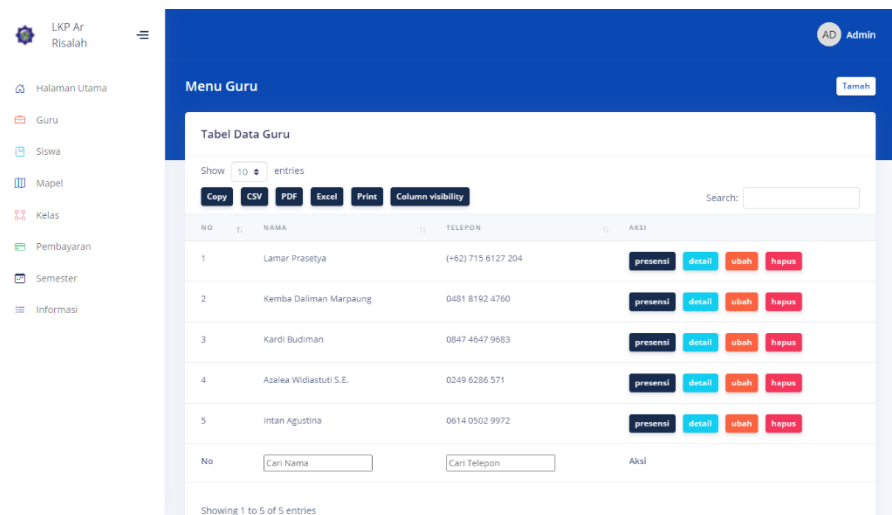 LKP Ar
Risalah
AD Admin
Halaman Utama
Guru
Siswa
Mapel
Kelas
Pembayaran
Semester
Informasi
Menu Guru
Tamah
Tabel Data Guru
Show 10 entries
Copy CSV PDF Excel Print Column visibility
Search:
NO NAMA TELEPON AKSI
1 Lamar Prasetya (+62) 715 6127 204 presensi detail ubah hapus
2 Kemba Daliman Marpaung 0481 8192 4760 presensi detail ubah hapus
3 Kardi Budiman 0847 4647 9683 presensi detail ubah hapus
4 Azalea Widiastuti S.E. 0249 6286 571 presensi detail ubah hapus
5 Intan Agustina 0614 0502 9972 presensi detail ubah hapus
No Cari Nama Cari Telepon Aksi
Showing 1 to 5 of 5 entries